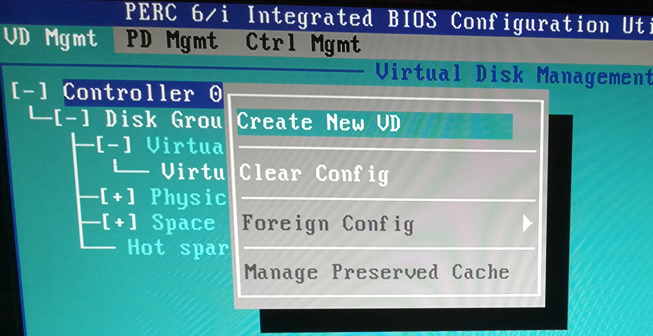 PERC 6/i Integrated BIOS Configuration Uti
VD Mgmt PD Mgmt Ctrl Mgmt
Virtual Disk Management
[-] Controller 0
[-] Disk Grou
[-] Virtua
Virtu
[+] Physic
[+] Space
Hot spar
Create New VD
Clear Config
Foreign Config
Manage Preserved Cache